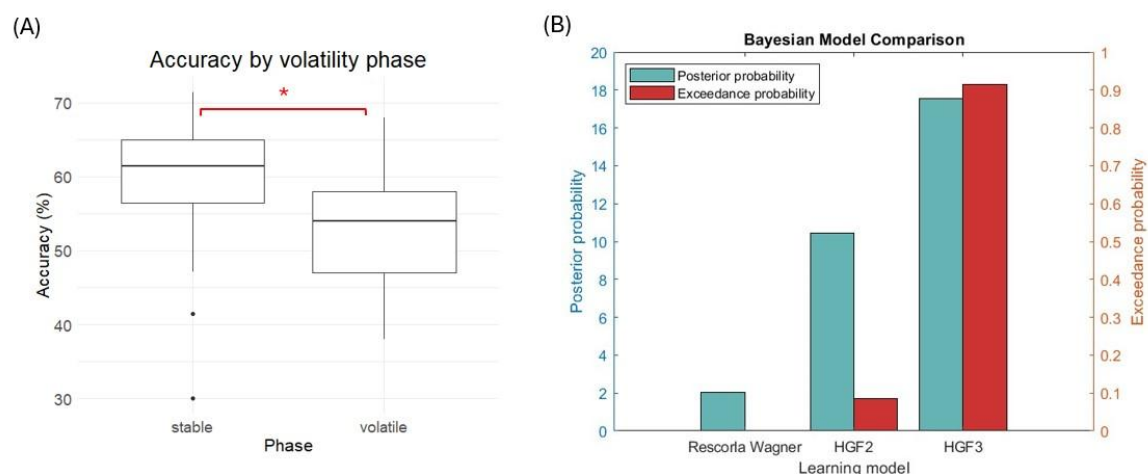 (A)
Accuracy by volatility phase
*
70
60
50
40
30
Accuracy (%)
stable
volatile
Phase
(B)
Bayesian Model Comparison
Posterior probability
Exceedance probability
20
18
16
14
12
10
8
6
4
2
0
Posterior probability
1
0.9
0.8
0.7
0.6
0.5
0.4
0.3
0.2
0.1
0
Exceedance probability
Rescorla Wagner
HGF2
HGF3
Learning model